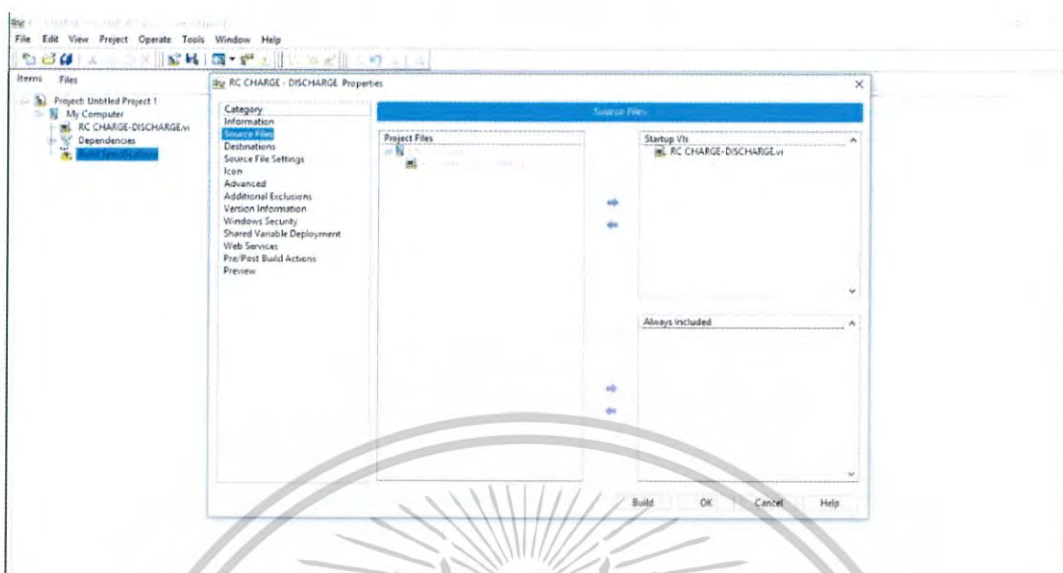 File Edit View Project Operate Tools Window Help
Items Files
Project: Untitled Project 1
My Computer
RC CHARGE-DISCHARGE.vi
Dependencies
Build Specifications
RC CHARGE - DISCHARGE Properties
Category
Information
Source Files
Destinations
Source File Settings
Icon
Advanced
Additional Exclusions
Version Information
Windows Security
Shared Variable Deployment
Web Services
Pre/Post Build Actions
Preview
Source Files
Project Files
Startup VIs
RC CHARGE-DISCHARGE.vi
Always Included
Build OK Cancel Help